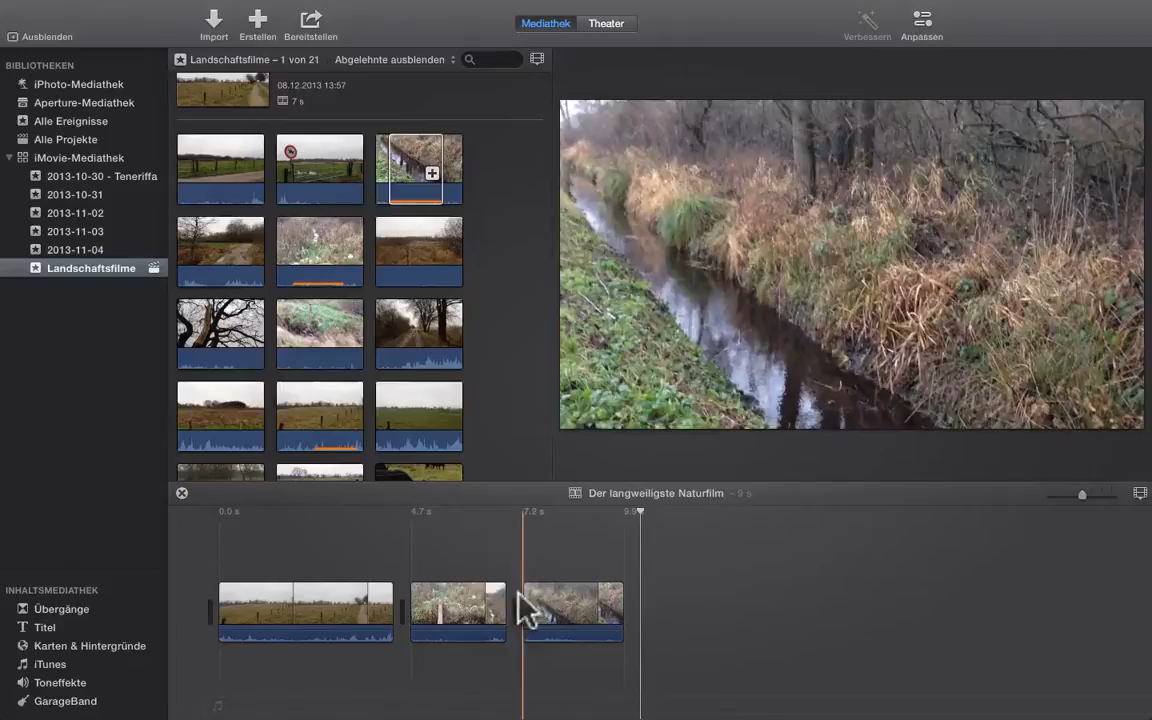 Mediathek Theater
Ausblenden
Import Erstellen Bereitstellen
Verbessern Anpassen
BIBLIOTHEKEN
iPhoto-Mediathek
Aperture-Mediathek
Alle Ereignisse
Alle Projekte
iMovie-Mediathek
2013-10-30 - Teneriffa
2013-10-31
2013-11-02
2013-11-03
2013-11-04
Landschaftsfilme
Landschaftsfilme – 1 von 21 Abgelehnte ausblenden
08.12.2013 13:57
7 s
Der langweiligste Naturfilm – 9 s
0.0 s 4.7 s 7.2 s 9.9
INHALTSMEDIATHEK
Übergänge
T Titel
Karten & Hintergründe
iTunes
Toneffekte
GarageBand